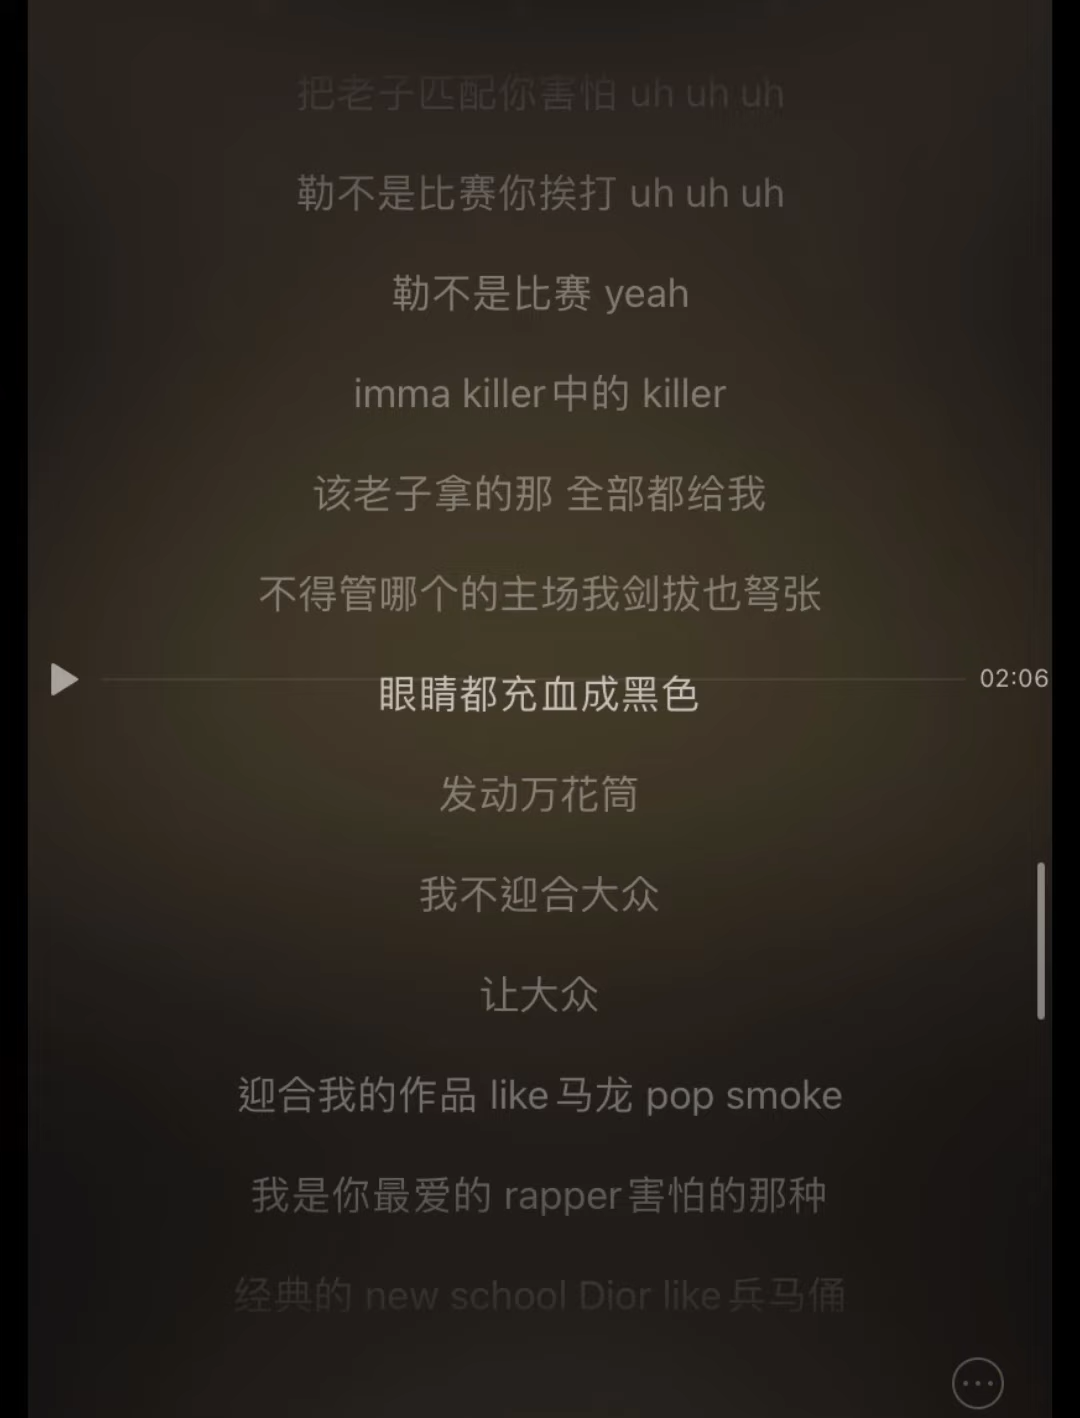 把老子匹配你害怕 uh uh uh
勒不是比赛你挨打 uh uh uh
勒不是比赛 yeah
imma killer中的 killer
该老子拿的那 全部都给我
不得管哪个的主场我剑拔也弩张
眼睛都充血成黑色
02:06
发动万花筒
我不迎合大众
让大众
迎合我的作品 like马龙 pop smoke
我是你最爱的 rapper害怕的那种
经典的 new school Dior like兵马俑